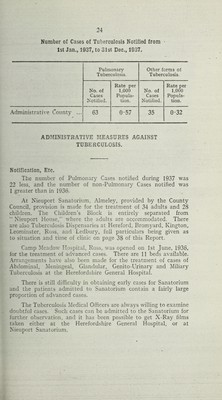 24
Number of Cases of Tuberculosis Notified from
1st Jan., 1937, to 31st Dec., 1937.
Pulmonary Tuberculosis. Other forms of Tuberculosis.
No. of Cases Notified. Rate per 1,000 Population. No. of Cases Notified. Rate per 1,000 Population.
Administrative County ... 63 0·57 35 0·32
ADMINISTRATIVE MEASURES AGAINST
TUBERCULOSIS.
Notification, Etc.
The number of Pulmonary Cases notified during 1937 was
22 less, and the number of non-Pulmonary Cases notified was
1 greater than in 1936.
At Nieuport Sanatorium, Almeley, provided by the County
Council, provision is made for the treatment of 34 adults and 28
children. The Children's Block is entirely separated from
"Nieuport House," where the adults are accommodated. There
are also Tuberculosis Dispensaries at Hereford, Bromyard, Kington,
Leominster, Ross, and Ledbury, full particulars being given as
to situation and time of clinic on page 38 of this Report.
Camp Meadow Hospital, Ross, was opened on 1st June, 1936,
for the treatment of advanced cases. There are 11 beds available.
Arrangements have also been made for the treatment of cases of
Abdominal, Meningeal, Glandular, Genito-Urinary and Miliary
Tuberculosis at the Herefordshire General Hospital.
There is still difficulty in obtaining early cases for Sanatorium
and the patients admitted to Sanatorium contain a fairly large
proportion of advanced cases.
The Tuberculosis Medical Officers are always willing to examine
doubtful cases. Such cases can be admitted to the Sanatorium for
further observation, and it has been possible to get X-Ray films
taken either at the Herefordshire General Hospital, or at
Nieuport Sanatorium.